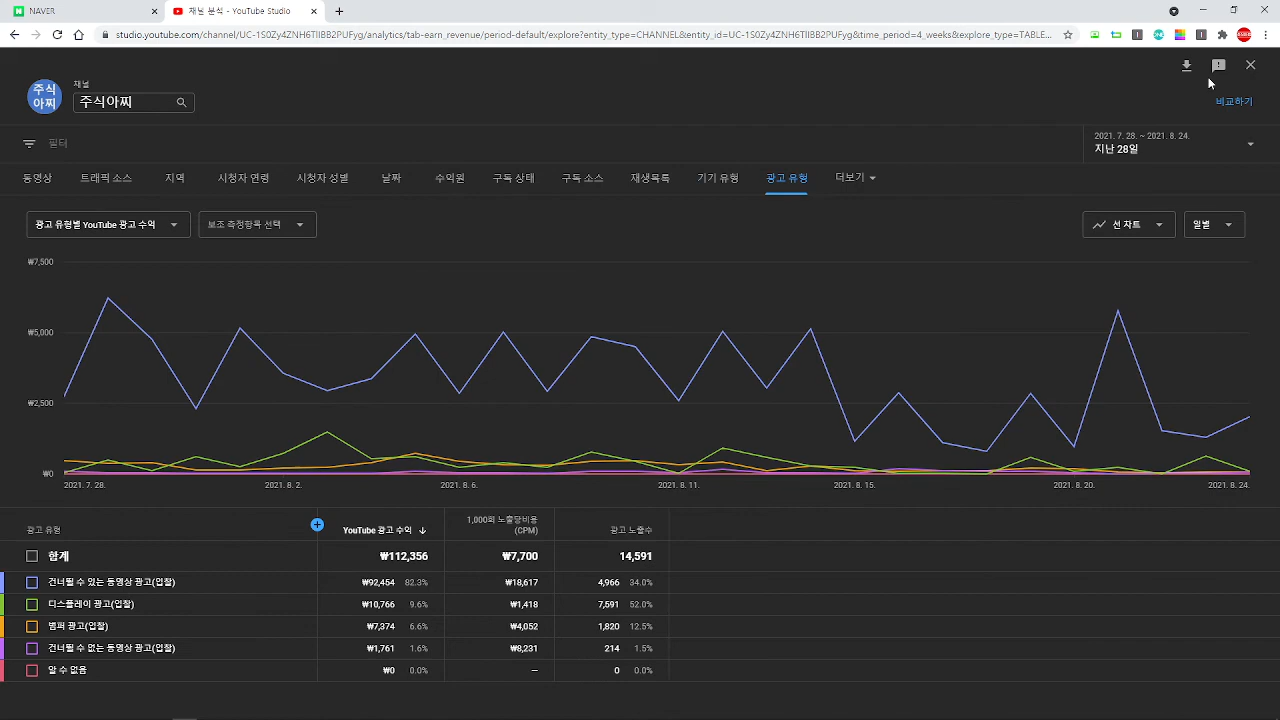 NAVER
채널 분석 - YouTube Studio
studio.youtube.com/channel/UC-1S0Zy4ZNH6TlIBB2PUFyg/analytics/tab-earn_revenue/period-default/explore?entity_type=CHANNEL&entity_id=UC-1S0Zy4ZNH6TlIBB2PUFyg&time_period=4_weeks&explore_type=TABLE...
주식
아찌
채널
주식아찌
비교하기
필터
2021. 7. 28. ~ 2021. 8. 24.
지난 28일
동영상 트래픽 소스 지역 시청자 연령 시청자 성별 날짜 수익원 구독 상태 구독 소스 재생목록 기기 유형 광고 유형 더보기
광고 유형별 YouTube 광고 수익 보조 측정항목 선택 선 차트 일별
₩7,500
₩5,000
₩2,500
₩0
2021. 7. 28. 2021. 8. 2. 2021. 8. 6. 2021. 8. 11. 2021. 8. 15. 2021. 8. 20. 2021. 8. 24.
광고 유형 YouTube 광고 수익 1,000회 노출당비용 (CPM) 광고 노출수
합계 ₩112,356 ₩7,700 14,591
건너뛸 수 있는 동영상 광고(입찰) ₩92,454 82.3% ₩18,617 4,966 34.0%
디스플레이 광고(입찰) ₩10,766 9.6% ₩1,418 7,591 52.0%
범퍼 광고(입찰) ₩7,374 6.6% ₩4,052 1,820 12.5%
건너뛸 수 없는 동영상 광고(입찰) ₩1,761 1.6% ₩8,231 214 1.5%
알 수 없음 ₩0 0.0% — 0 0.0%